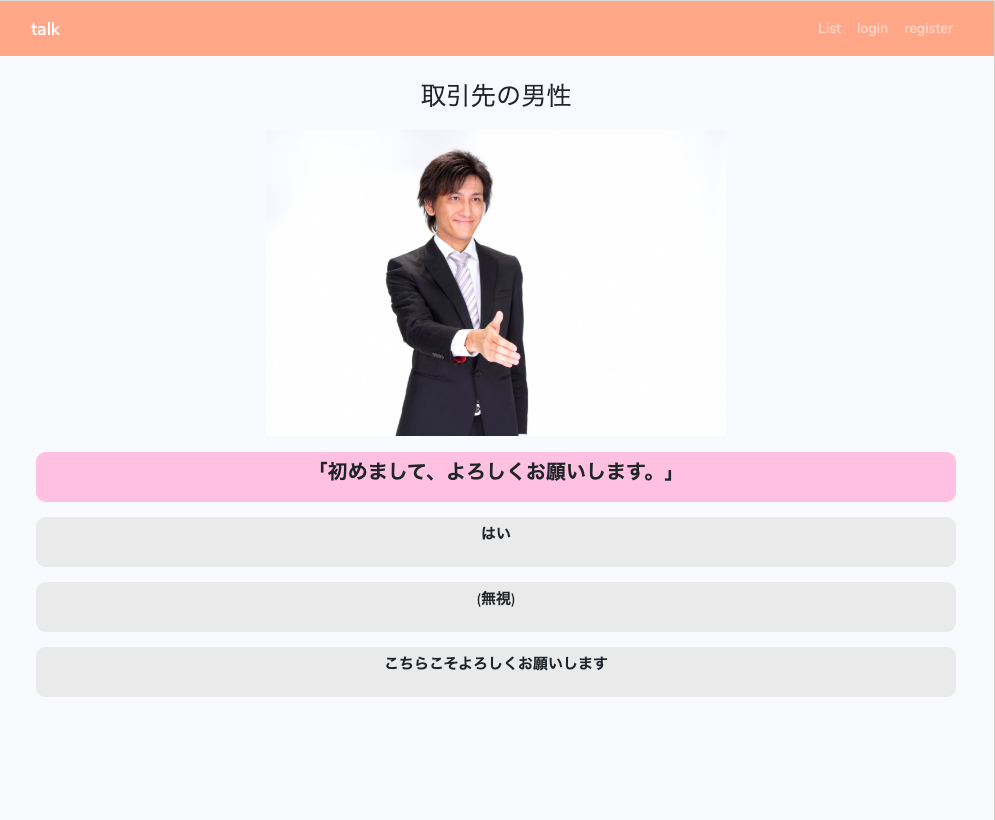 talk
List login register
取引先の男性
「初めまして、よろしくお願いします。」
はい
(無視)
こちらこそよろしくお願いします